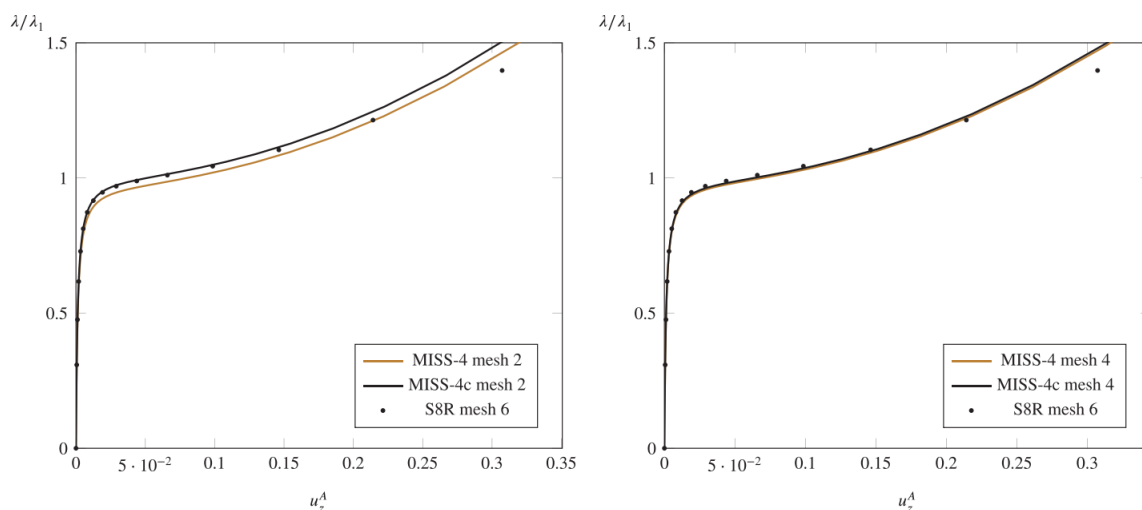 λ/λ₁
1.5
1
0.5
0
0
5 · 10⁻²
0.1
0.15
0.2
0.25
0.3
0.35
u_z^A
MISS-4 mesh 2
MISS-4c mesh 2
S8R mesh 6
λ/λ₁
1.5
1
0.5
0
0
5 · 10⁻²
0.1
0.15
0.2
0.25
0.3
u_z^A
MISS-4 mesh 4
MISS-4c mesh 4
S8R mesh 6